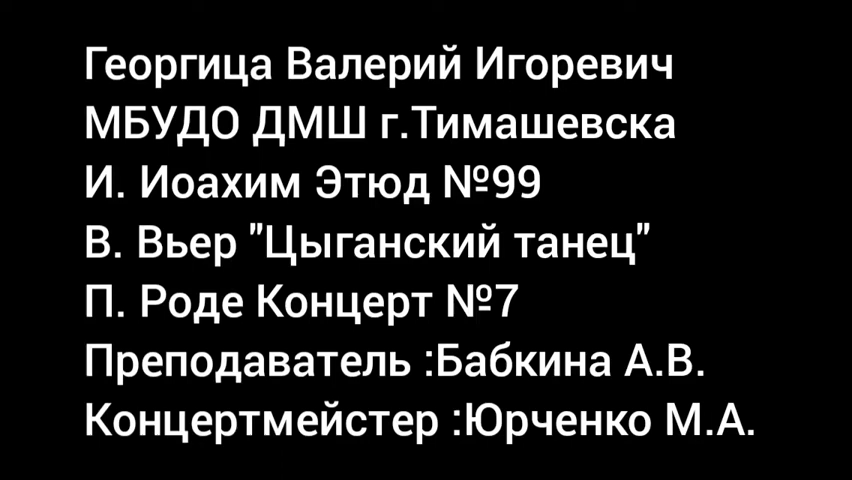 Георгица Валерий Игоревич
МБУДО ДМШ г.Тимашевска
И. Иоахим Этюд №99
В. Вьер "Цыганский танец"
П. Роде Концерт №7
Преподаватель :Бабкина А.В.
Концертмейстер :Юрченко М.А.